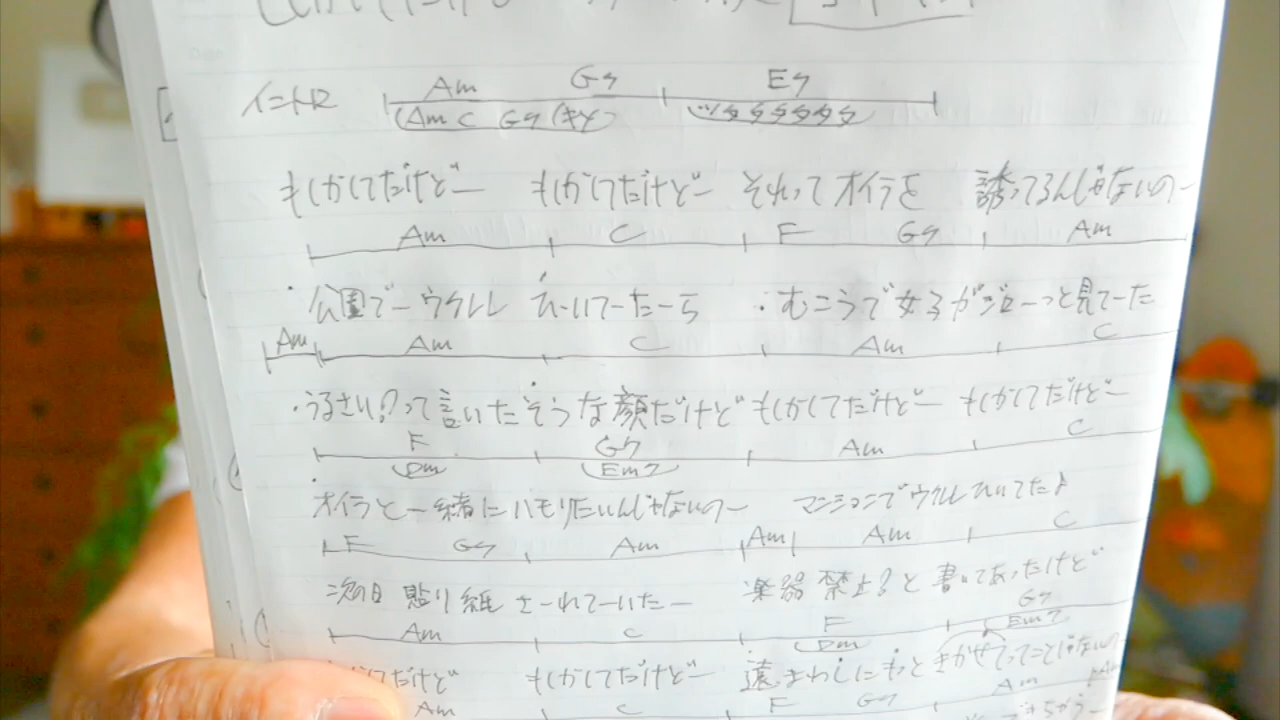 イントロ Am G7 E7
(Am C G7
もしかしてだけどー もしかしてだけどー それってオイラを 誘ってるんじゃないのー
Am C F G7 Am
公園でーウクレレ ひーいてーたーら むこうで女子がジローっと見てーた
Am Am C Am C
うるさい?って言いたそうな顔だけど もしかしてだけどー もしかしてだけどー
F G7 Am C
Dm Em7
オイラと一緒にハモりたいんじゃないのー マンションでウクレレひいてた♪
F G7 Am Am Am C
次の日 貼り紙 さーれてーいたー 楽器禁止?と書いてあったけど
Am C F G7
Dm Em7
てだけど もしかしてだけどー 遠まわしにもっときかせてってことじゃないの
Am C F G7 Am